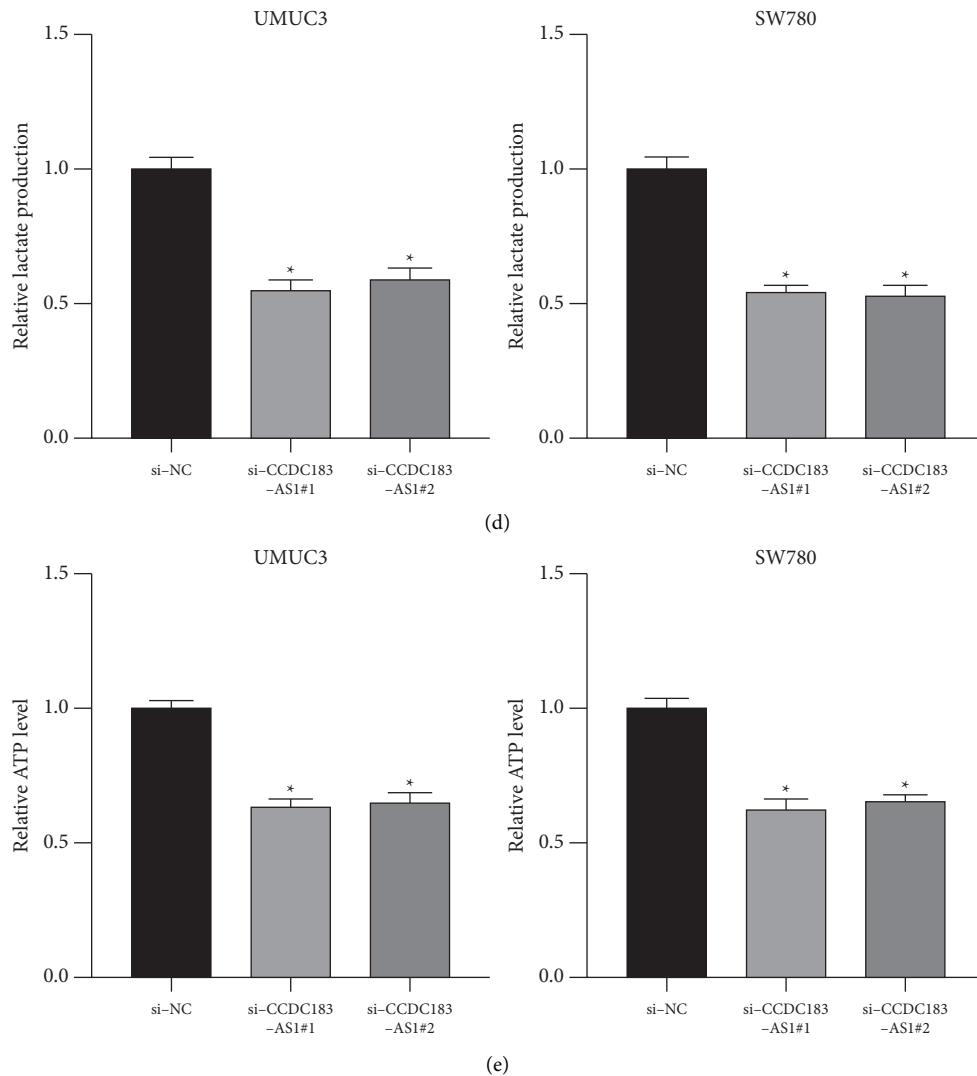 UMUC3
1.5
1.0
0.5
0.0
Relative lactate production
*
*
si–NC
si–CCDC183
–AS1#1
si–CCDC183
–AS1#2
SW780
1.5
1.0
0.5
0.0
Relative lactate production
*
*
si–NC
si–CCDC183
–AS1#1
si–CCDC183
–AS1#2
(d)
UMUC3
1.5
1.0
0.5
0.0
Relative ATP level
*
*
si–NC
si–CCDC183
–AS1#1
si–CCDC183
–AS1#2
SW780
1.5
1.0
0.5
0.0
Relative ATP level
*
*
si–NC
si–CCDC183
–AS1#1
si–CCDC183
–AS1#2
(e)